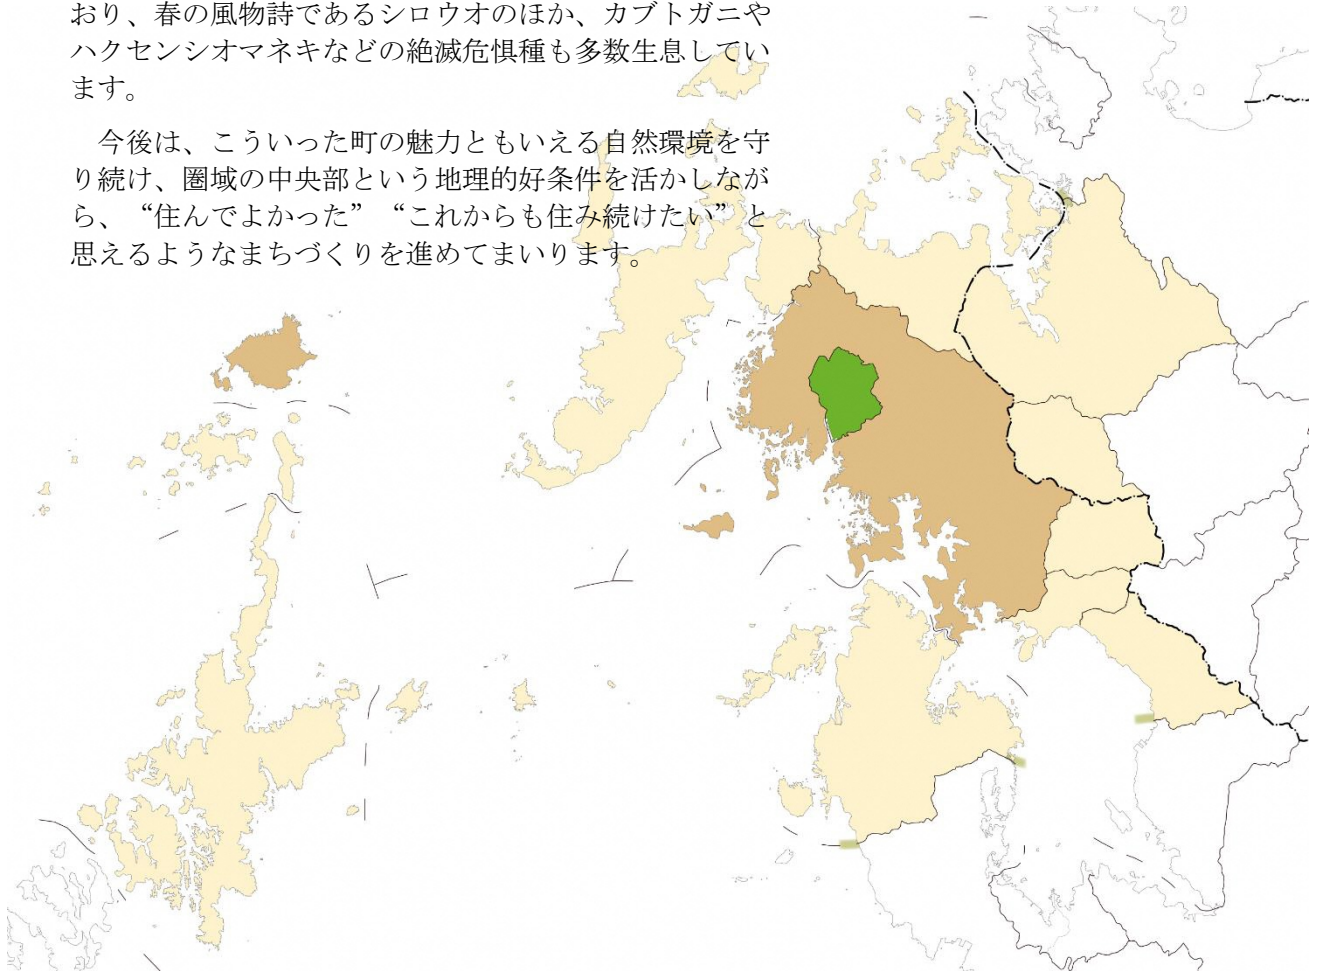 おり、春の風物詩であるシロウオのほか、カブトガニや
ハクセンシオマネキなどの絶滅危惧種も多数生息してい
ます。
　今後は、こういった町の魅力ともいえる自然環境を守
り続け、圏域の中央部という地理的好条件を活かしなが
ら、“住んでよかった”“これからも住み続けたい”と
思えるようなまちづくりを進めてまいります。